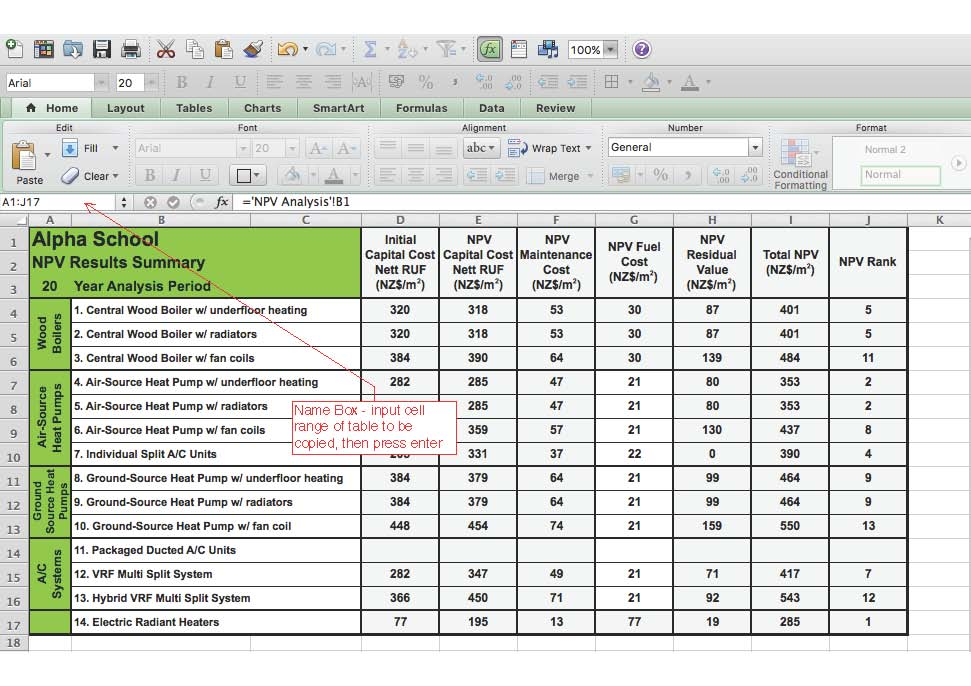 100%
Arial 20 B I U
Home Layout Tables Charts SmartArt Formulas Data Review
Edit Font Alignment Number Format
Fill Arial 20 A A abc Wrap Text General Normal 2
Paste Clear B I U A Merge % Conditional Formatting Normal
A1:J17 fx ='NPV Analysis'!B1
A B C D E F G H I J K
1 Alpha School
2 NPV Results Summary
3 20 Year Analysis Period
Initial Capital Cost Nett RUF (NZ$/m²)
NPV Capital Cost Nett RUF (NZ$/m²)
NPV Maintenance Cost (NZ$/m²)
NPV Fuel Cost (NZ$/m²)
NPV Residual Value (NZ$/m²)
Total NPV (NZ$/m²)
NPV Rank
Wood Boilers
4 1. Central Wood Boiler w/ underfloor heating 320 318 53 30 87 401 5
5 2. Central Wood Boiler w/ radiators 320 318 53 30 87 401 5
6 3. Central Wood Boiler w/ fan coils 384 390 64 30 139 484 11
Air-Source Heat Pumps
7 4. Air-Source Heat Pump w/ underfloor heating 282 285 47 21 80 353 2
8 5. Air-Source Heat Pump w/ radiators 285 47 21 80 353 2
9 6. Air-Source Heat Pump w/ fan coils 359 57 21 130 437 8
10 7. Individual Split A/C Units 331 37 22 0 390 4
Name Box - input cell
range of table to be
copied, then press enter
Ground Source Heat Pumps
11 8. Ground-Source Heat Pump w/ underfloor heating 384 379 64 21 99 464 9
12 9. Ground-Source Heat Pump w/ radiators 384 379 64 21 99 464 9
13 10. Ground-Source Heat Pump w/ fan coil 448 454 74 21 159 550 13
A/C Systems
14 11. Packaged Ducted A/C Units
15 12. VRF Multi Split System 282 347 49 21 71 417 7
16 13. Hybrid VRF Multi Split System 366 450 71 21 92 543 12
17 14. Electric Radiant Heaters 77 195 13 77 19 285 1
18